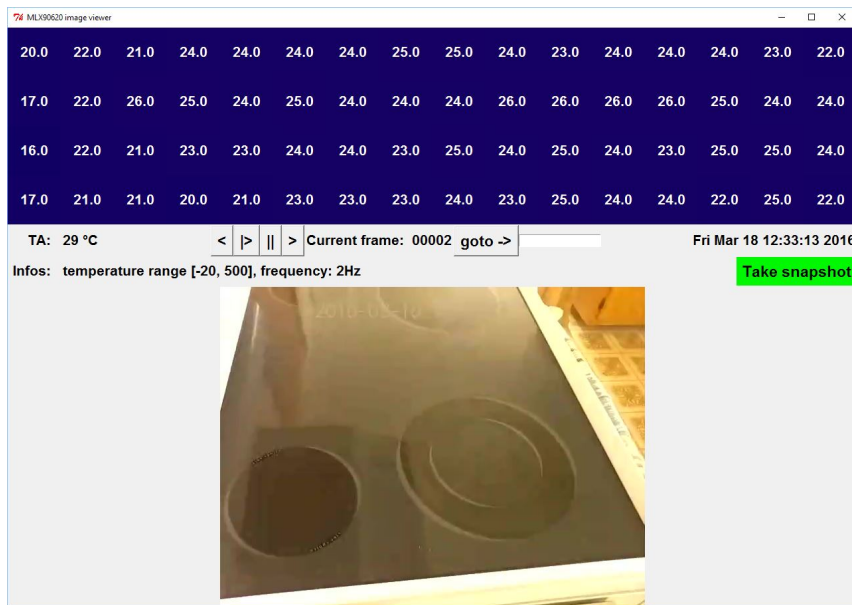 MLX90620 image viewer
20.0 22.0 21.0 24.0 24.0 24.0 24.0 25.0 25.0 24.0 23.0 24.0 24.0 24.0 23.0 22.0
17.0 22.0 26.0 25.0 24.0 25.0 24.0 24.0 24.0 26.0 26.0 26.0 26.0 25.0 24.0 24.0
16.0 22.0 21.0 23.0 23.0 24.0 24.0 23.0 25.0 24.0 25.0 24.0 23.0 25.0 25.0 24.0
17.0 21.0 21.0 20.0 21.0 23.0 23.0 23.0 24.0 23.0 25.0 24.0 24.0 22.0 25.0 22.0
TA: 29 °C < |> || > Current frame: 00002 goto -> Fri Mar 18 12:33:13 2016
Infos: temperature range [-20, 500], frequency: 2Hz Take snapshot